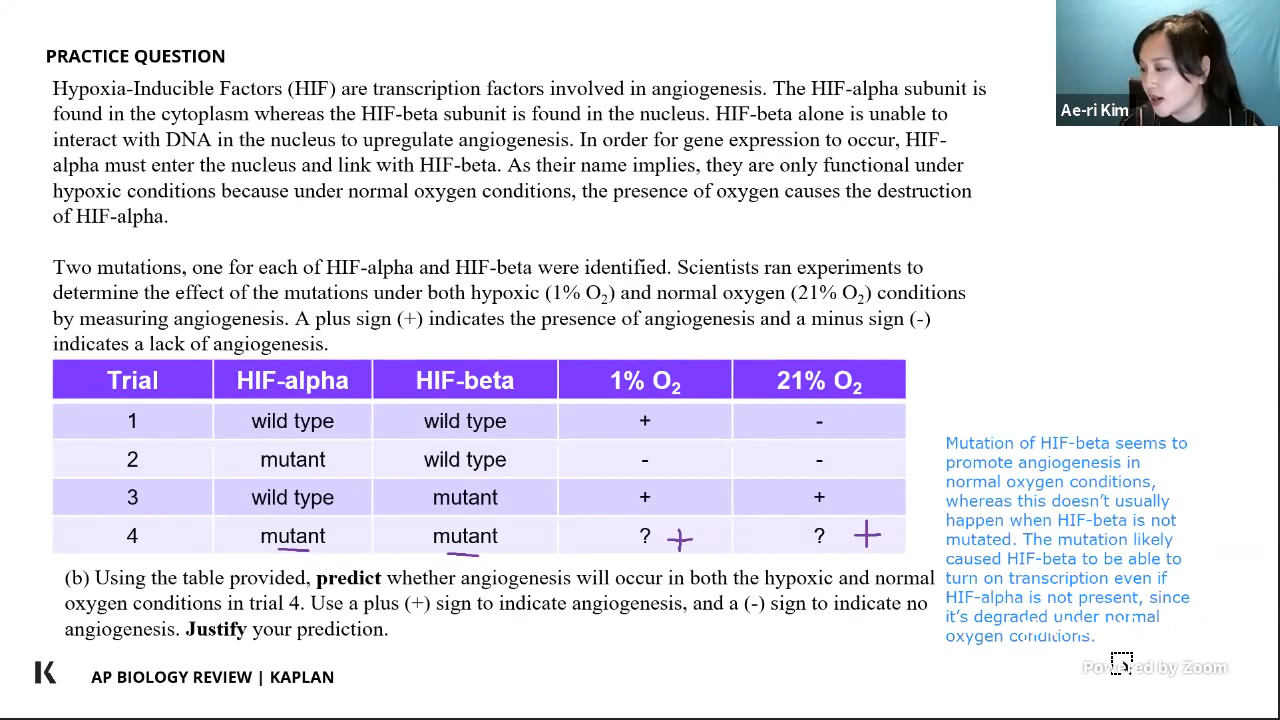 PRACTICE QUESTION
Hypoxia-Inducible Factors (HIF) are transcription factors involved in angiogenesis. The HIF-alpha subunit is
found in the cytoplasm whereas the HIF-beta subunit is found in the nucleus. HIF-beta alone is unable to
interact with DNA in the nucleus to upregulate angiogenesis. In order for gene expression to occur, HIF-
alpha must enter the nucleus and link with HIF-beta. As their name implies, they are only functional under
hypoxic conditions because under normal oxygen conditions, the presence of oxygen causes the destruction
of HIF-alpha.
Ae-ri Kim
Two mutations, one for each of HIF-alpha and HIF-beta were identified. Scientists ran experiments to
determine the effect of the mutations under both hypoxic (1% O₂) and normal oxygen (21% O₂) conditions
by measuring angiogenesis. A plus sign (+) indicates the presence of angiogenesis and a minus sign (-)
indicates a lack of angiogenesis.
Trial HIF-alpha HIF-beta 1% O₂ 21% O₂
1 wild type wild type + -
2 mutant wild type - -
3 wild type mutant + +
4 mutant mutant ? + ? +
Mutation of HIF-beta seems to
promote angiogenesis in
normal oxygen conditions,
whereas this doesn't usually
happen when HIF-beta is not
mutated. The mutation likely
caused HIF-beta to be able to
turn on transcription even if
HIF-alpha is not present, since
it's degraded under normal
oxygen conditions.
(b) Using the table provided, predict whether angiogenesis will occur in both the hypoxic and normal
oxygen conditions in trial 4. Use a plus (+) sign to indicate angiogenesis, and a (-) sign to indicate no
angiogenesis. Justify your prediction.
K AP BIOLOGY REVIEW | KAPLAN
Powered by Zoom